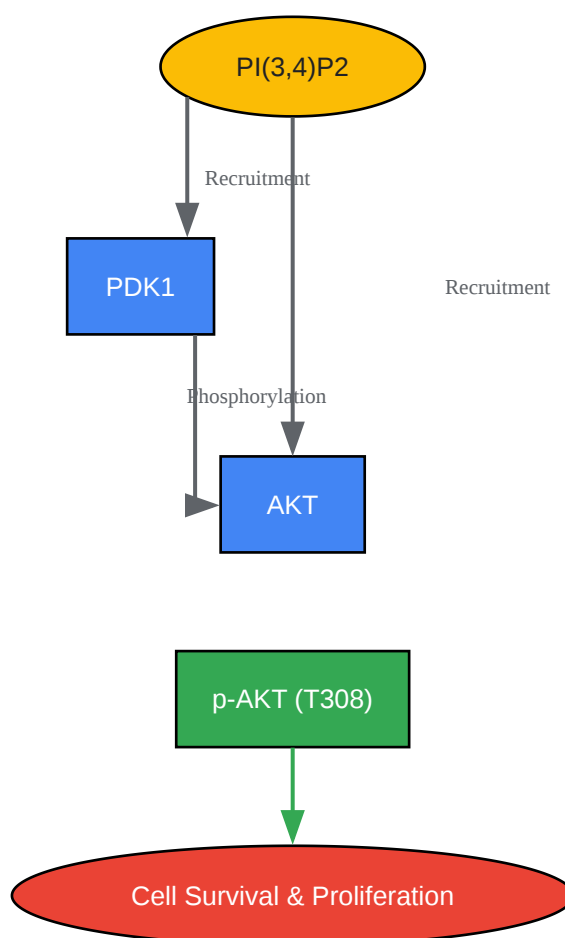 PI(3,4)P2
Recruitment
PDK1
Recruitment
Phosphorylation
AKT
p-AKT (T308)
Cell Survival & Proliferation